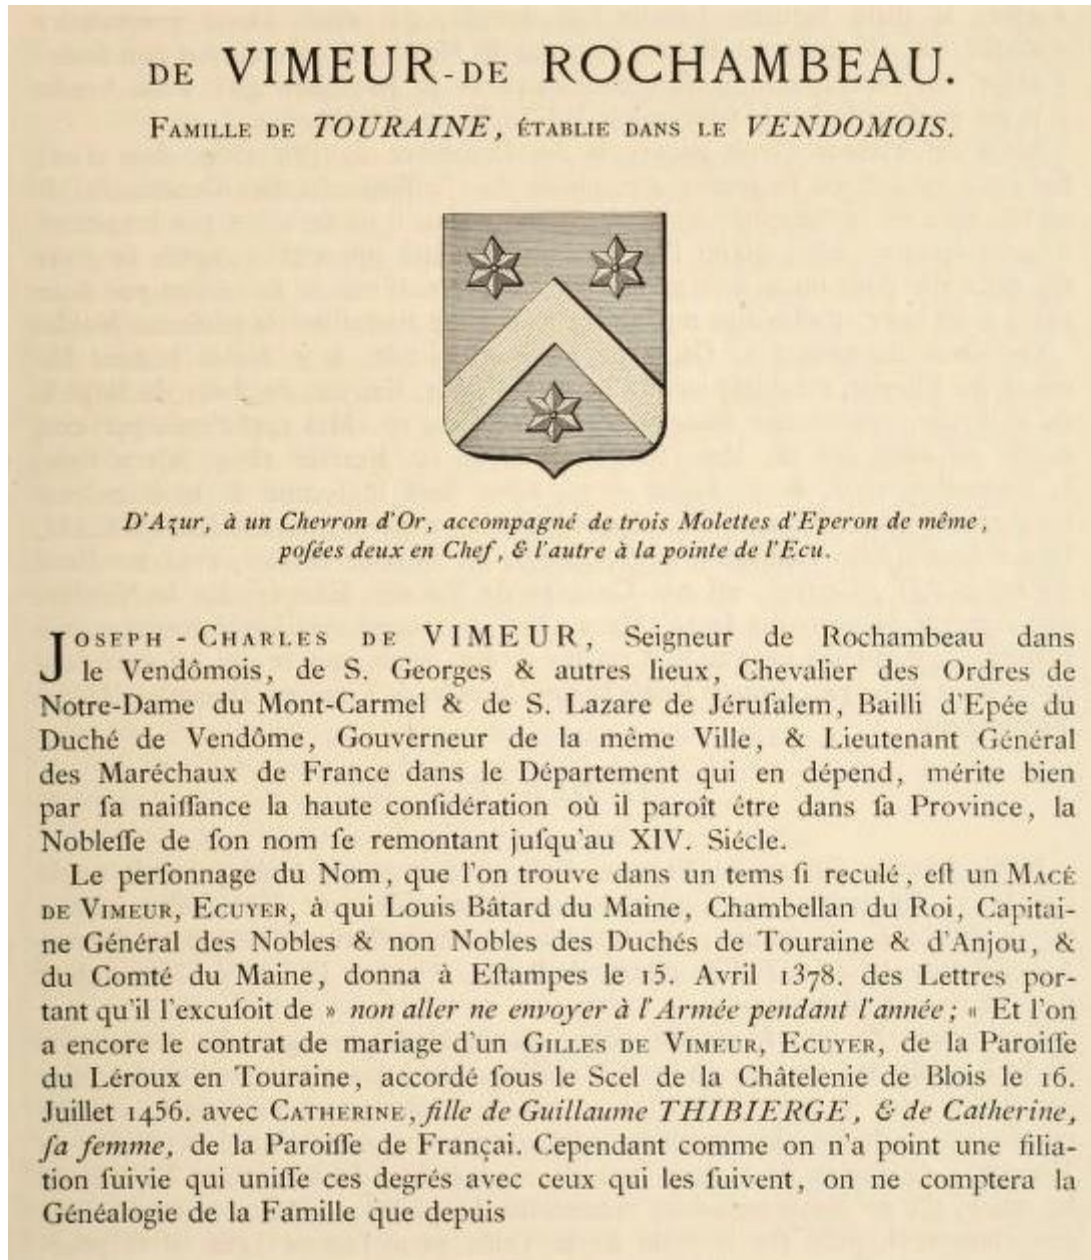 DE VIMEUR-DE ROCHAMBEAU.
FAMILLE DE TOURAINE, ÉTABLIE DANS LE VENDOMOIS.
D'Azur, à un Chevron d'Or, accompagné de trois Molettes d'Eperon de même,
poſées deux en Chef, & l'autre à la pointe de l'Ecu.
JOSEPH - CHARLES DE VIMEUR, Seigneur de Rochambeau dans
le Vendômois, de S. Georges & autres lieux, Chevalier des Ordres de
Notre-Dame du Mont-Carmel & de S. Lazare de Jéruſalem, Bailli d'Epée du
Duché de Vendôme, Gouverneur de la même Ville, & Lieutenant Général
des Maréchaux de France dans le Département qui en dépend, mérite bien
par ſa naiſſance la haute conſidération où il paroît être dans ſa Province, la
Nobleſſe de ſon nom ſe remontant juſqu'au XIV. Siécle.
Le perſonnage du Nom, que l'on trouve dans un tems ſi reculé, eſt un MACÉ
DE VIMEUR, ECUYER, à qui Louis Bâtard du Maine, Chambellan du Roi, Capitai-
ne Général des Nobles & non Nobles des Duchés de Touraine & d'Anjou, &
du Comté du Maine, donna à Eſtampes le 15. Avril 1378. des Lettres por-
tant qu'il l'excuſoit de » non aller ne envoyer à l'Armée pendant l'année; « Et l'on
a encore le contrat de mariage d'un GILLES DE VIMEUR, ECUYER, de la Paroiſſe
du Léroux en Touraine, accordé ſous le Scel de la Châtelenie de Blois le 16.
Juillet 1456. avec CATHERINE, fille de Guillaume THIBIERGE, & de Catherine,
ſa femme, de la Paroiſſe de Françai. Cependant comme on n'a point une filia-
tion ſuivie qui uniſſe ces degrés avec ceux qui les ſuivent, on ne comptera la
Généalogie de la Famille que depuis